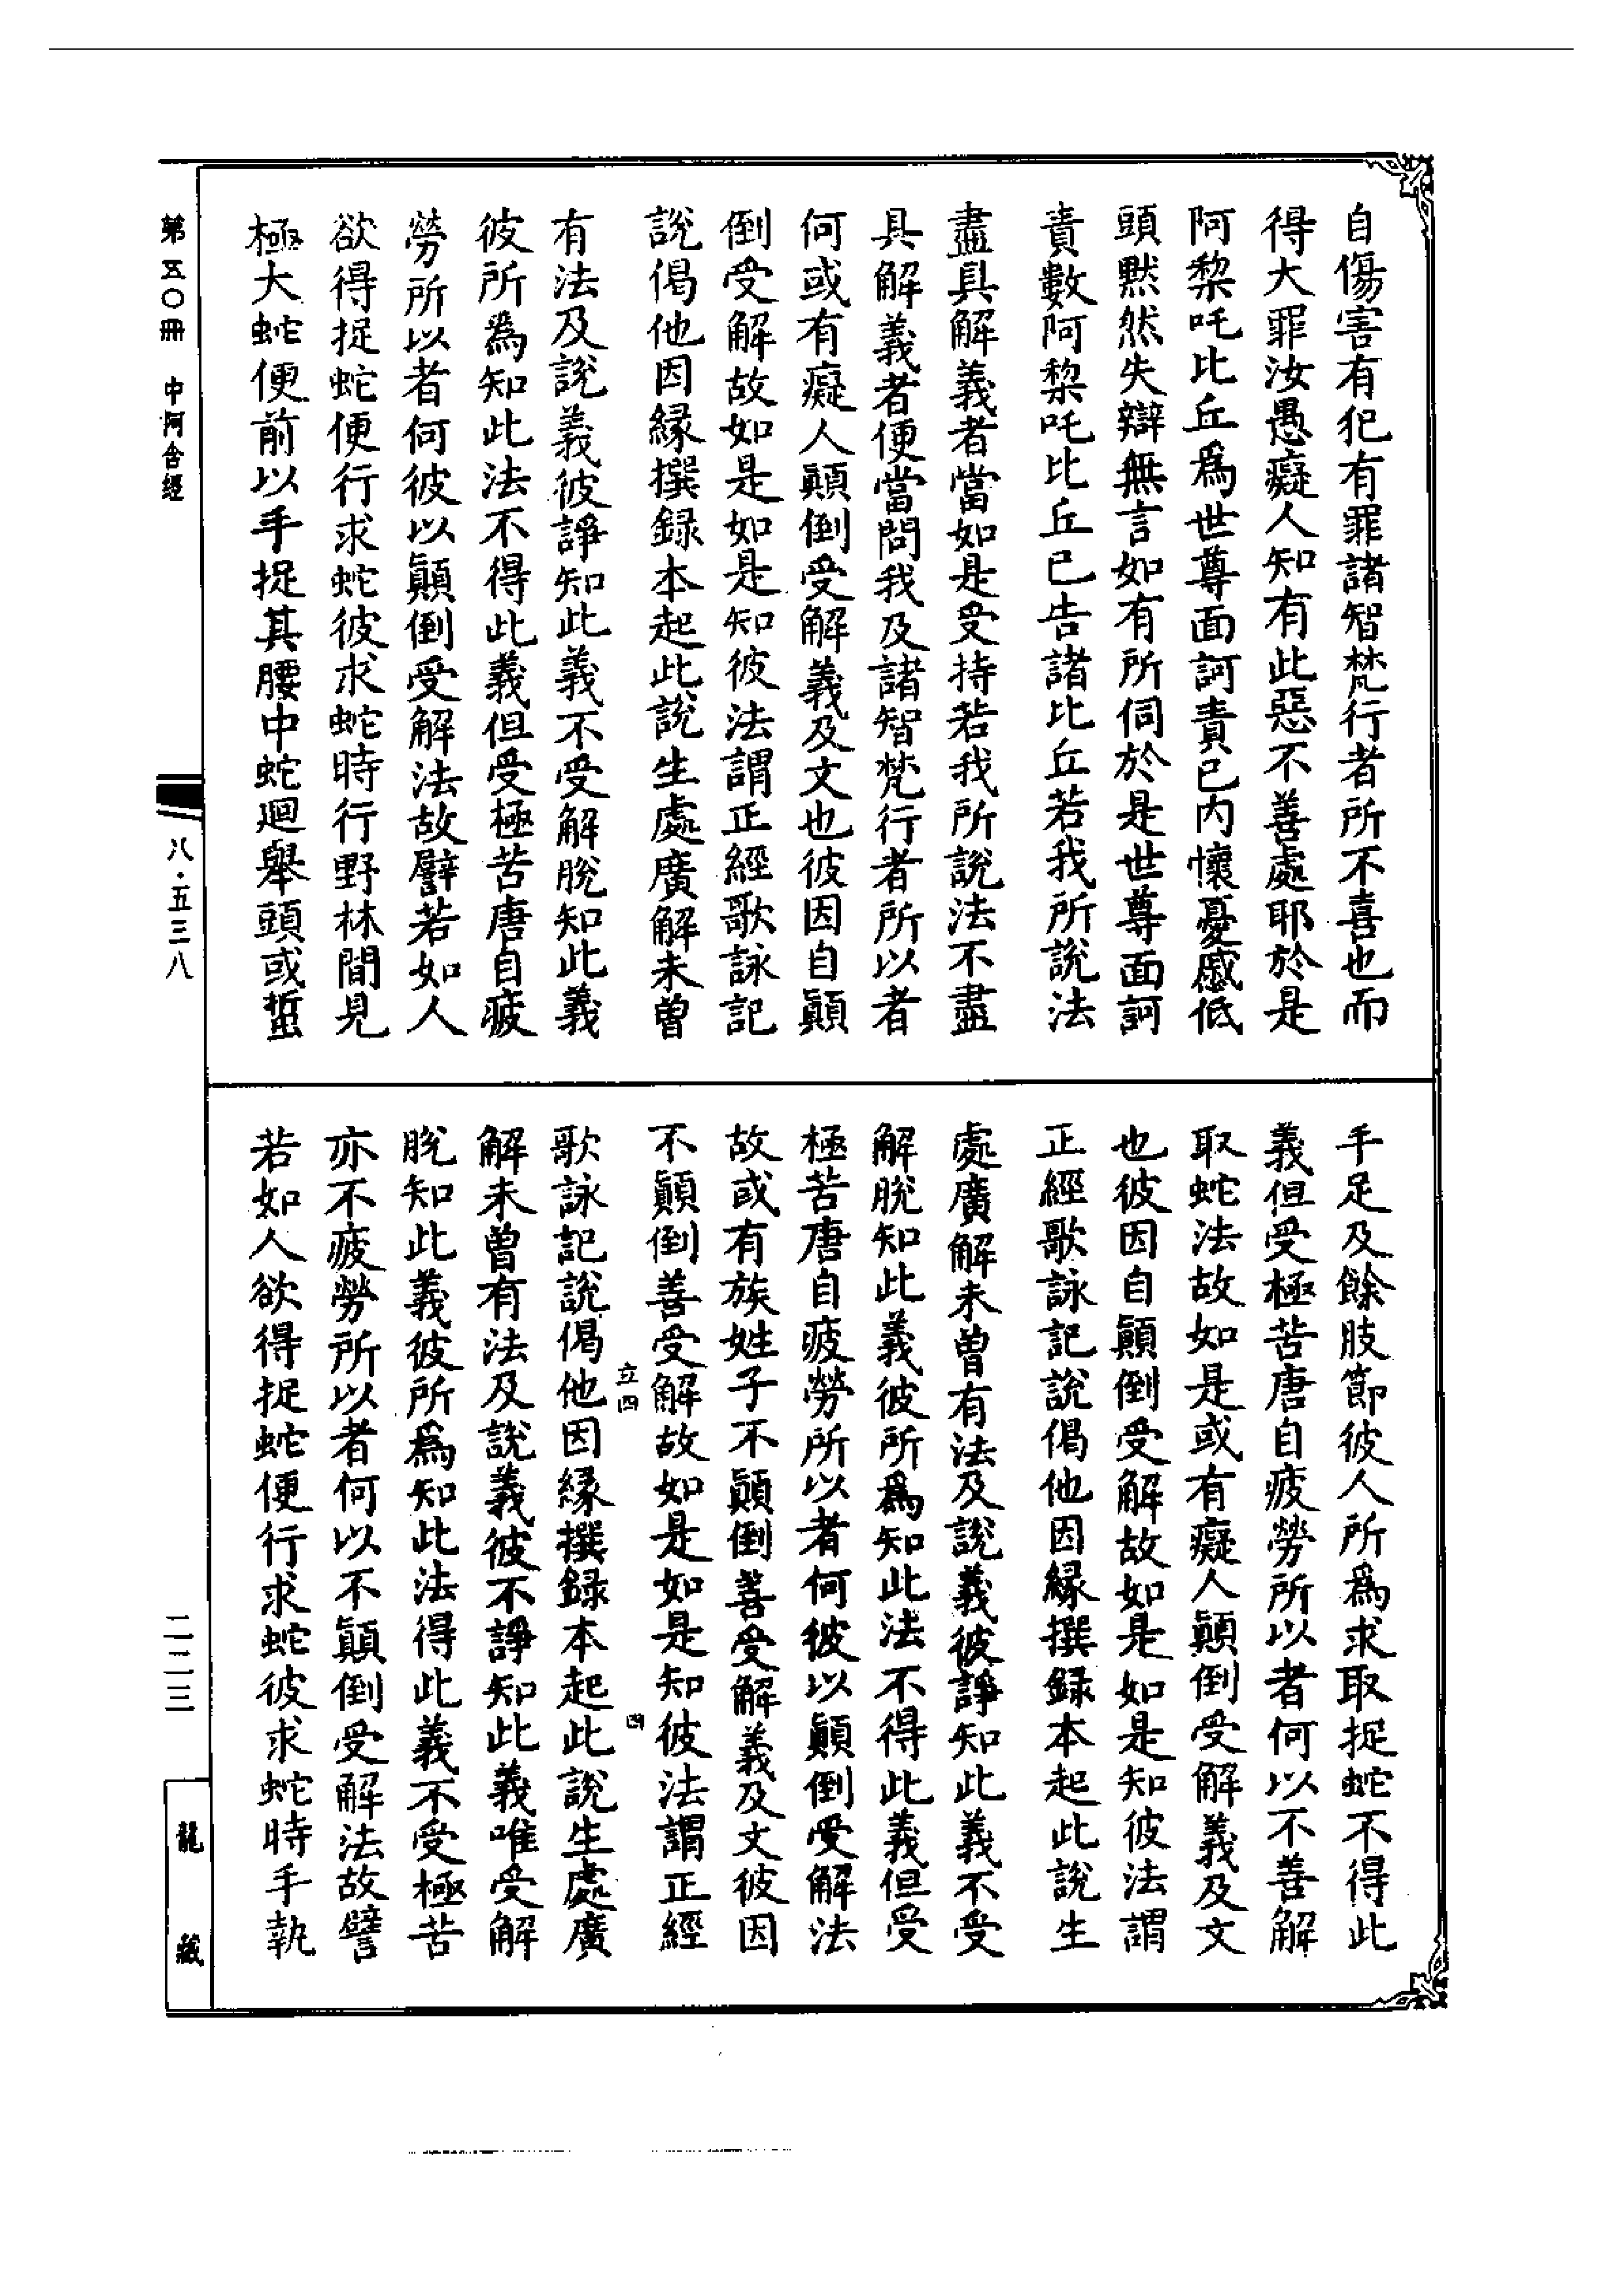 自傷害有犯有罪諸智梵行者所不喜也而
得大罪汝愚癡人知有此惡不善處耶於是
阿梨吒比丘爲世尊面訶責已內懷憂慼低
頭默然失辯無言如有所伺於是世尊面訶
責數阿梨吒比丘已告諸比丘若我所說法
盡具解義者當如是受持若我所說法不盡
具解義者便當問我及諸智梵行者所以者
何或有癡人顛倒受解義及文也彼因自顛
倒受解故如是如是知彼法謂正經歌詠記
說偈他因緣撰錄本起此說生處廣解未曾
有法及說義彼諍知此義不受解脫知此義
彼所爲知此法不得此義但受極苦唐自疲
勞所以者何彼以顛倒受解法故譬若如人
欲得捉蛇便行求蛇彼求蛇時行野林間見
極大蛇便前以手捉其腰中蛇迴舉頭或蜇
手足及餘肢節彼人所爲求取捉蛇不得此
義但受極苦唐自疲勞所以者何以不善解
取蛇法故如是或有癡人顛倒受解義及文
也彼因自顛倒受解故如是如是知彼法謂
正經歌詠記說偈他因緣撰錄本起此說生
處廣解未曾有法及說義彼諍知此義不受
解脫知此義彼所爲知此法不得此義但受
極苦唐自疲勞所以者何彼以顛倒受解法
故或有族姓子不顛倒善受解義及文彼因
不顛倒善受解故如是如是知彼法謂正經
立四
四
歌詠記說偈他因緣撰錄本起此說生處廣
解未曾有法及說義彼不諍知此義唯受解
脫知此義彼所爲知此法得此義不受極苦
亦不疲勞所以者何以不顛倒受解法故譬
若如人欲得捉蛇便行求蛇彼求蛇時手執
第五〇冊 中阿含經
八·五三八
二二三
龍藏